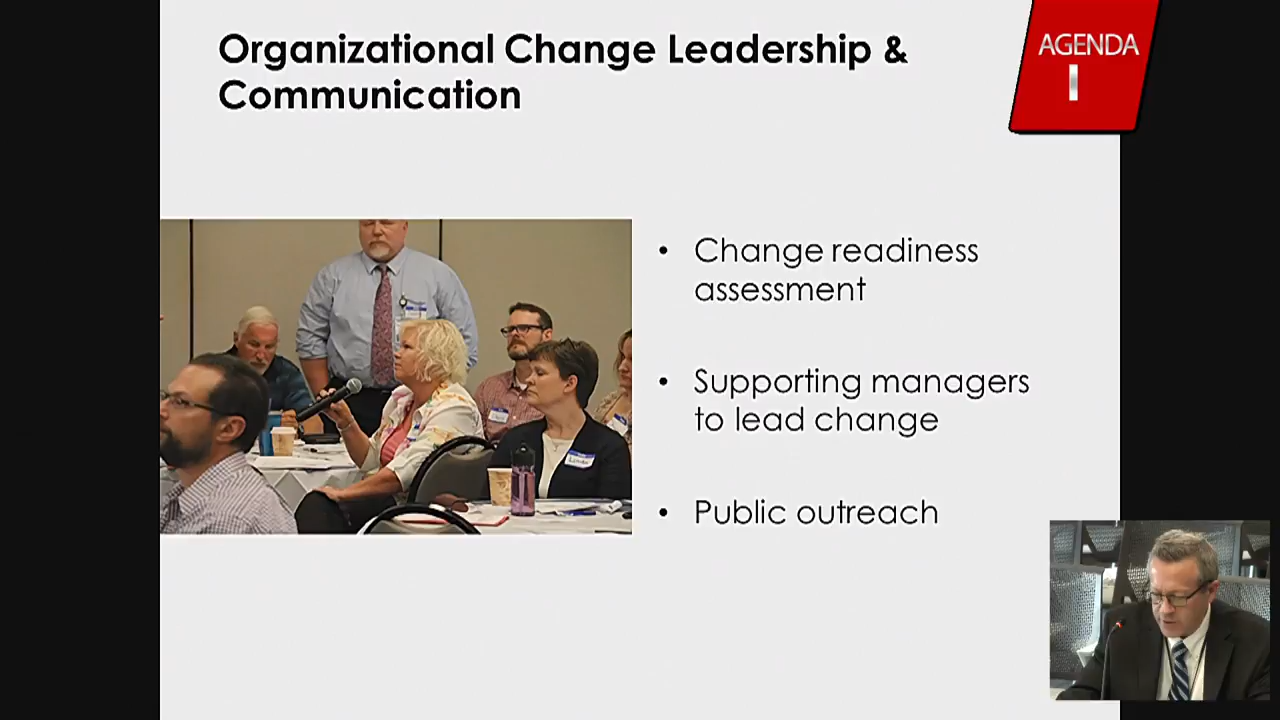 Organizational Change Leadership &
Communication
AGENDA
I
• Change readiness
assessment
• Supporting managers
to lead change
• Public outreach